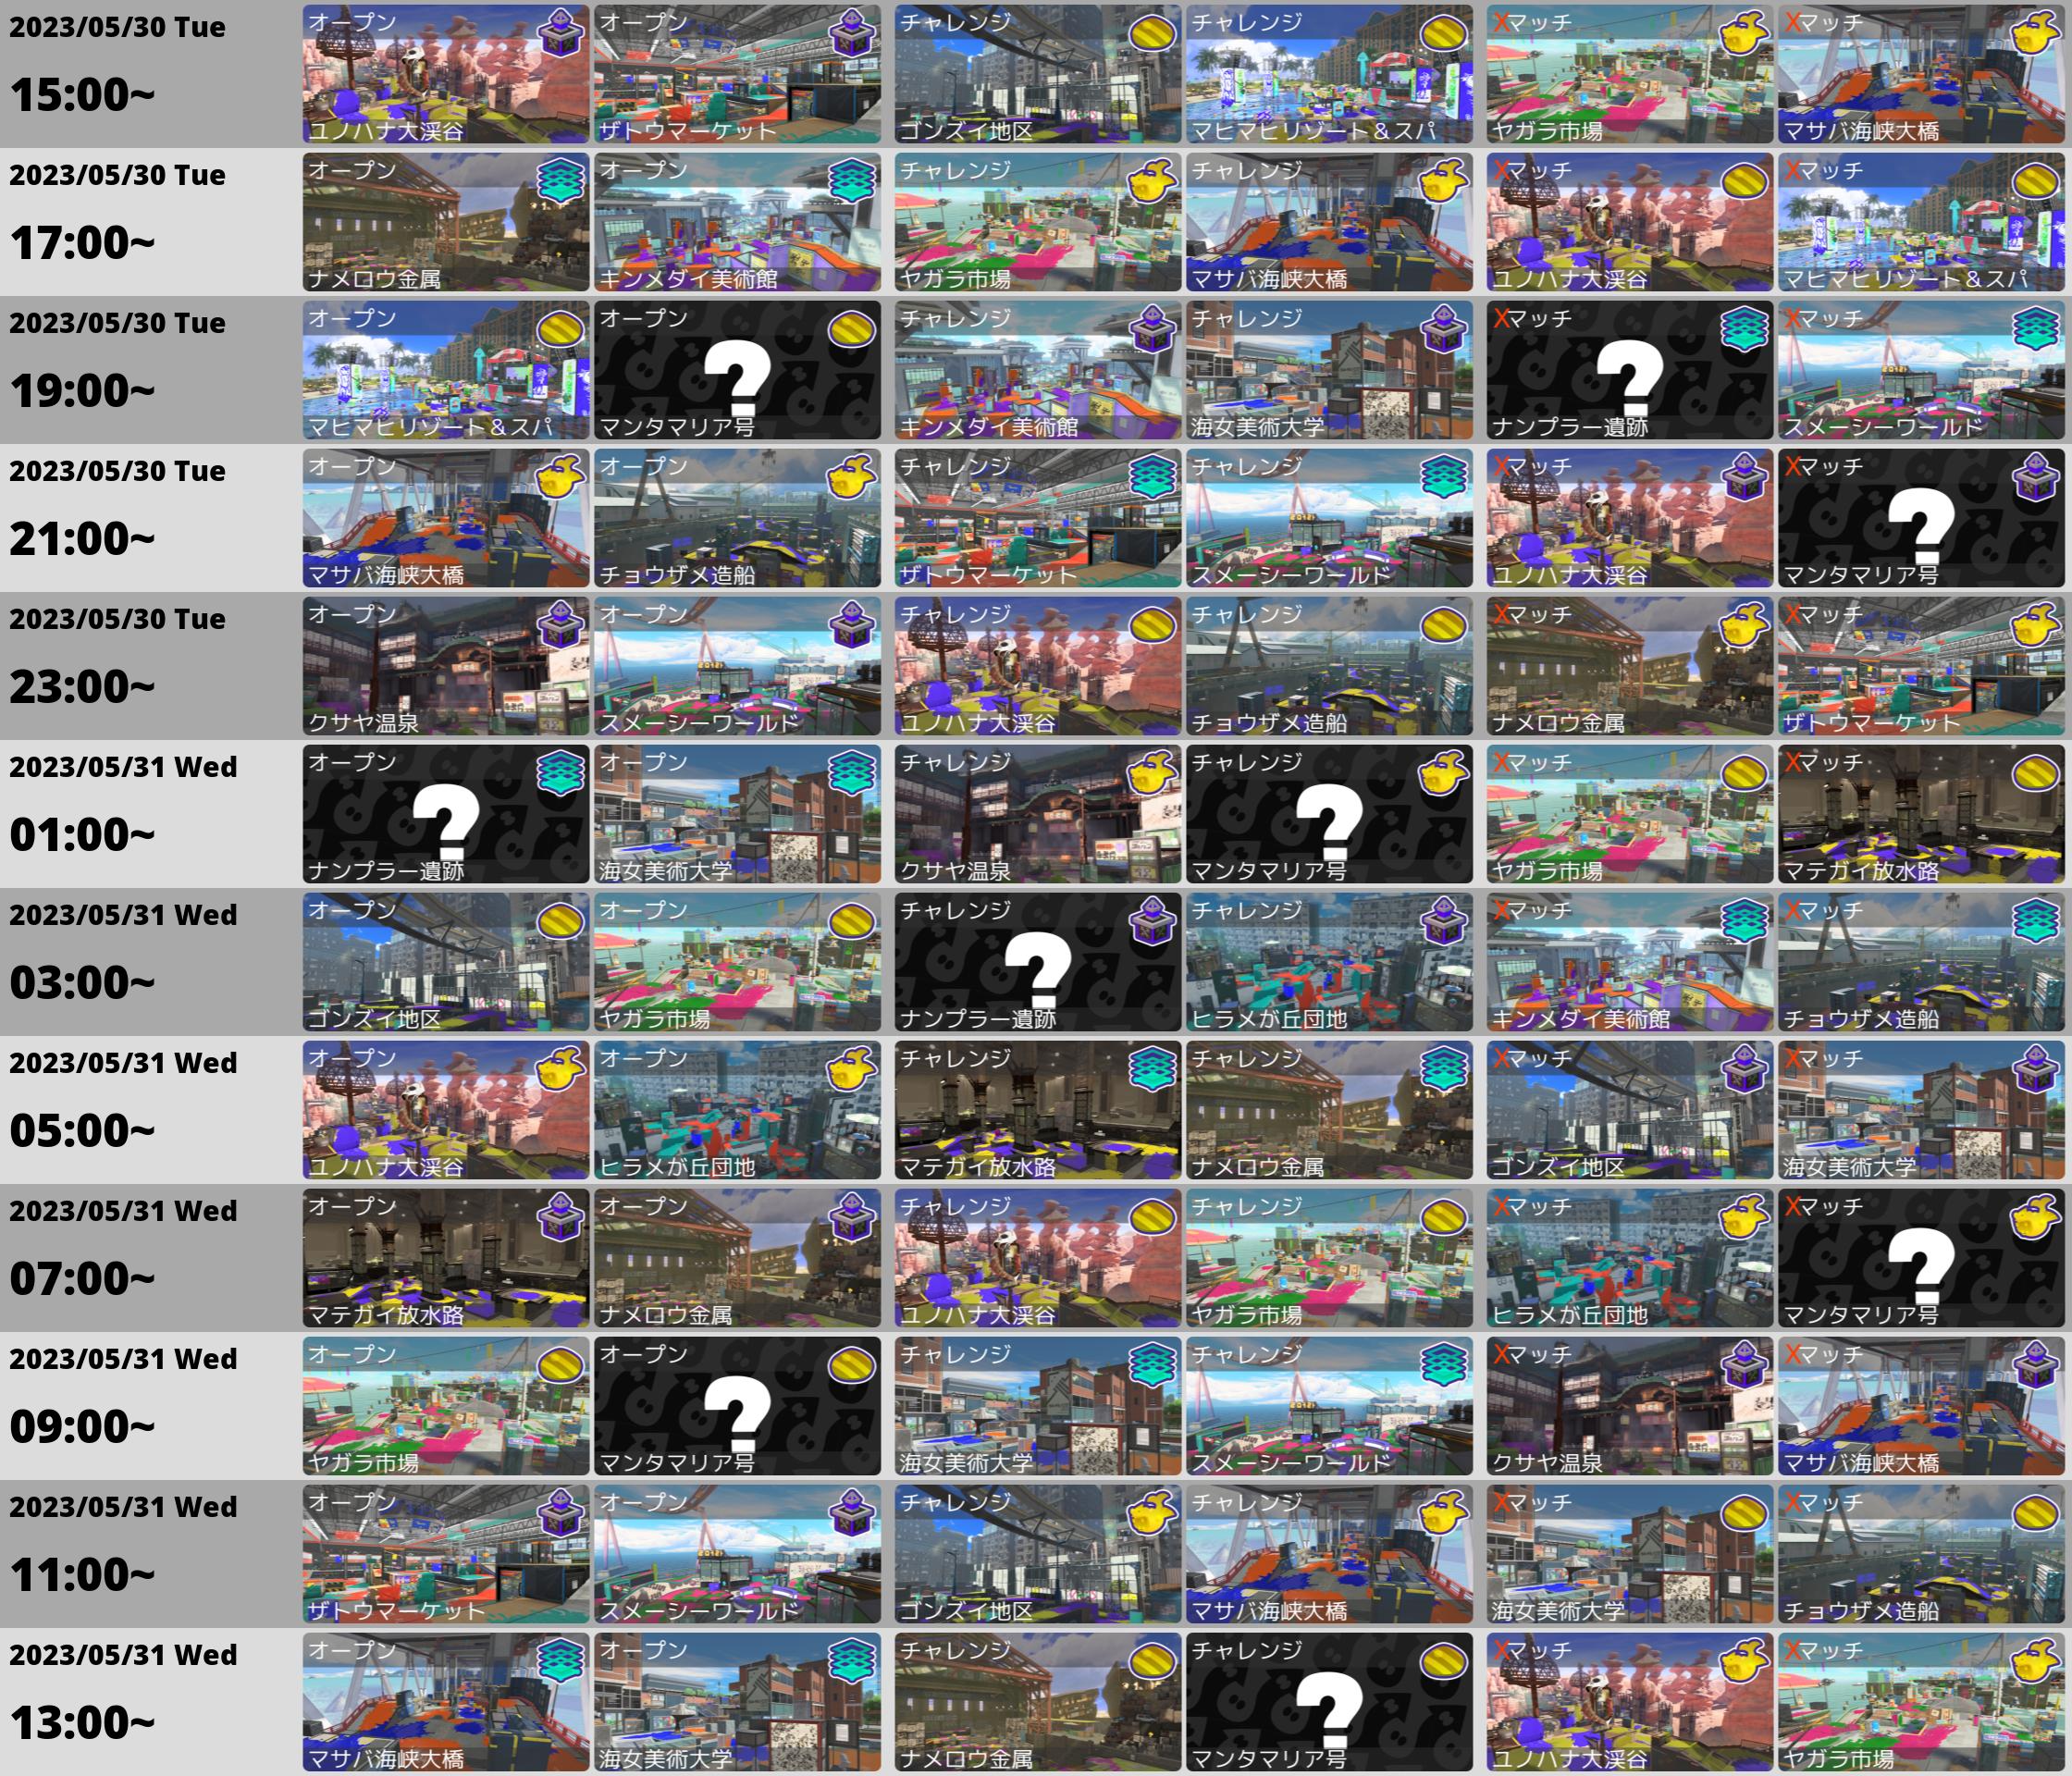 2023/05/30 Tue
15:00~
オープン オープン チャレンジ チャレンジ Xマッチ Xマッチ
ユノハナ大渓谷 ザトウマーケット ゴンズイ地区 マヒマヒリゾート＆スパ ヤガラ市場 マサバ海峡大橋
2023/05/30 Tue
17:00~
オープン オープン チャレンジ チャレンジ Xマッチ Xマッチ
ナメロウ金属 キンメダイ美術館 ヤガラ市場 マサバ海峡大橋 ユノハナ大渓谷 マヒマヒリゾート＆スパ
2023/05/30 Tue
19:00~
オープン オープン チャレンジ チャレンジ Xマッチ Xマッチ
? ?
マヒマヒリゾート＆スパ マンタマリア号 キンメダイ美術館 海女美術大学 ナンプラー遺跡 スメーシーワールド
2023/05/30 Tue
21:00~
オープン オープン チャレンジ チャレンジ Xマッチ Xマッチ
?
マサバ海峡大橋 チョウザメ造船 ザトウマーケット スメーシーワールド ユノハナ大渓谷 マンタマリア号
2023/05/30 Tue
23:00~
オープン オープン チャレンジ チャレンジ Xマッチ Xマッチ
クサヤ温泉 スメーシーワールド ユノハナ大渓谷 チョウザメ造船 ナメロウ金属 ザトウマーケット
2023/05/31 Wed
01:00~
オープン オープン チャレンジ チャレンジ Xマッチ Xマッチ
? ?
ナンプラー遺跡 海女美術大学 クサヤ温泉 マンタマリア号 ヤガラ市場 マテガイ放水路
2023/05/31 Wed
03:00~
オープン オープン チャレンジ チャレンジ Xマッチ Xマッチ
?
ゴンズイ地区 ヤガラ市場 ナンプラー遺跡 ヒラメが丘団地 キンメダイ美術館 チョウザメ造船
2023/05/31 Wed
05:00~
オープン オープン チャレンジ チャレンジ Xマッチ Xマッチ
ユノハナ大渓谷 ヒラメが丘団地 マテガイ放水路 ナメロウ金属 ゴンズイ地区 海女美術大学
2023/05/31 Wed
07:00~
オープン オープン チャレンジ チャレンジ Xマッチ Xマッチ
?
マテガイ放水路 ナメロウ金属 ユノハナ大渓谷 ヤガラ市場 ヒラメが丘団地 マンタマリア号
2023/05/31 Wed
09:00~
オープン オープン チャレンジ チャレンジ Xマッチ Xマッチ
?
ヤガラ市場 マンタマリア号 海女美術大学 スメーシーワールド クサヤ温泉 マサバ海峡大橋
2023/05/31 Wed
11:00~
オープン オープン チャレンジ チャレンジ Xマッチ Xマッチ
ザトウマーケット スメーシーワールド ゴンズイ地区 マサバ海峡大橋 海女美術大学 チョウザメ造船
2023/05/31 Wed
13:00~
オープン オープン チャレンジ チャレンジ Xマッチ Xマッチ
?
マサバ海峡大橋 海女美術大学 ナメロウ金属 マンタマリア号 ユノハナ大渓谷 ヤガラ市場